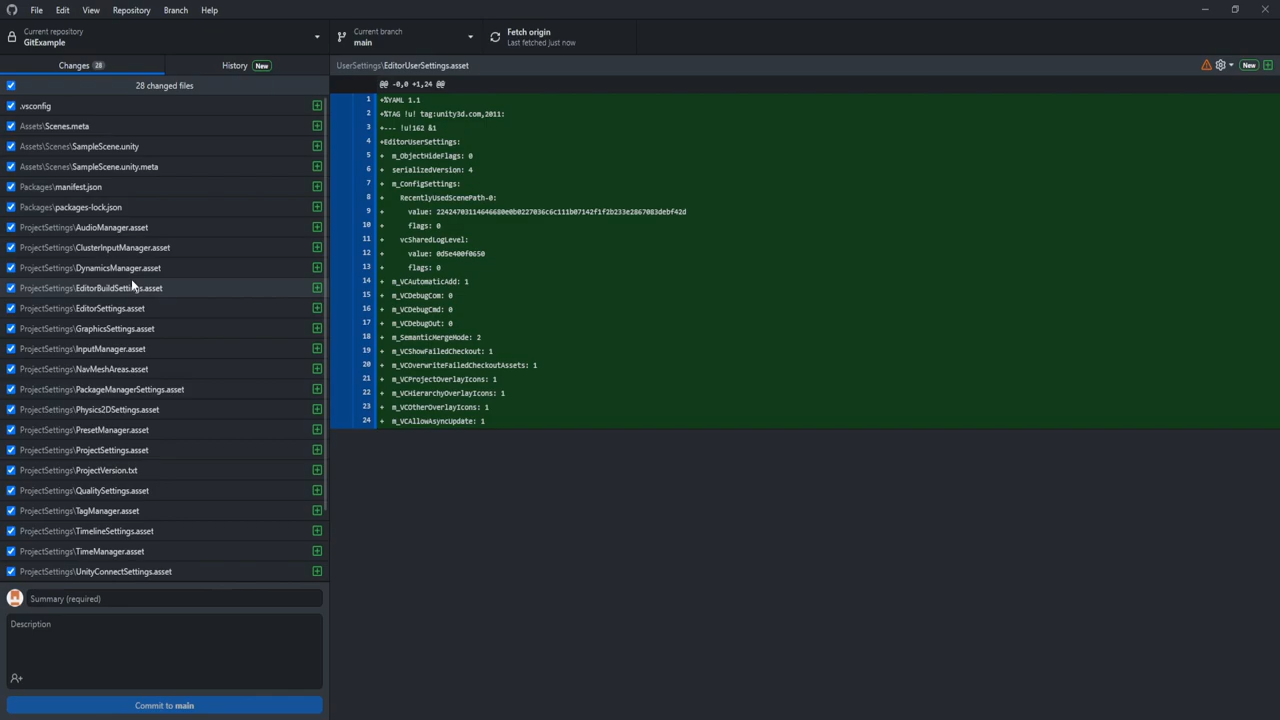 File Edit View Repository Branch Help
Current repository
GitExample
Current branch
main
Fetch origin
Last fetched just now
Changes 28
History New
UserSettings\EditorUserSettings.asset
New
28 changed files
.vsconfig
Assets\Scenes.meta
Assets\Scenes\SampleScene.unity
Assets\Scenes\SampleScene.unity.meta
Packages\manifest.json
Packages\packages-lock.json
ProjectSettings\AudioManager.asset
ProjectSettings\ClusterInputManager.asset
ProjectSettings\DynamicsManager.asset
ProjectSettings\EditorBuildSettings.asset
ProjectSettings\EditorSettings.asset
ProjectSettings\GraphicsSettings.asset
ProjectSettings\InputManager.asset
ProjectSettings\NavMeshAreas.asset
ProjectSettings\PackageManagerSettings.asset
ProjectSettings\Physics2DSettings.asset
ProjectSettings\PresetManager.asset
ProjectSettings\ProjectSettings.asset
ProjectSettings\ProjectVersion.txt
ProjectSettings\QualitySettings.asset
ProjectSettings\TagManager.asset
ProjectSettings\TimelineSettings.asset
ProjectSettings\TimeManager.asset
ProjectSettings\UnityConnectSettings.asset
Summary (required)
Description
Commit to main
@@ -0,0 +1,24 @@
1 +%YAML 1.1
2 +%TAG !u! tag:unity3d.com,2011:
3 +--- !u!162 &1
4 +EditorUserSettings:
5 + m_ObjectHideFlags: 0
6 + serializedVersion: 4
7 + m_ConfigSettings:
8 + RecentlyUsedScenePath-0:
9 + value: 22424703114646680e0b0227036c6c111b07142f1f2b233e2867083debf42d
10 + flags: 0
11 + vcSharedLogLevel:
12 + value: 0d5e400f0650
13 + flags: 0
14 + m_VCAutomaticAdd: 1
15 + m_VCDebugCom: 0
16 + m_VCDebugCmd: 0
17 + m_VCDebugOut: 0
18 + m_SemanticMergeMode: 2
19 + m_VCShowFailedCheckout: 1
20 + m_VCOverwriteFailedCheckoutAssets: 1
21 + m_VCProjectOverlayIcons: 1
22 + m_VCHierarchyOverlayIcons: 1
23 + m_VCOtherOverlayIcons: 1
24 + m_VCAllowAsyncUpdate: 1